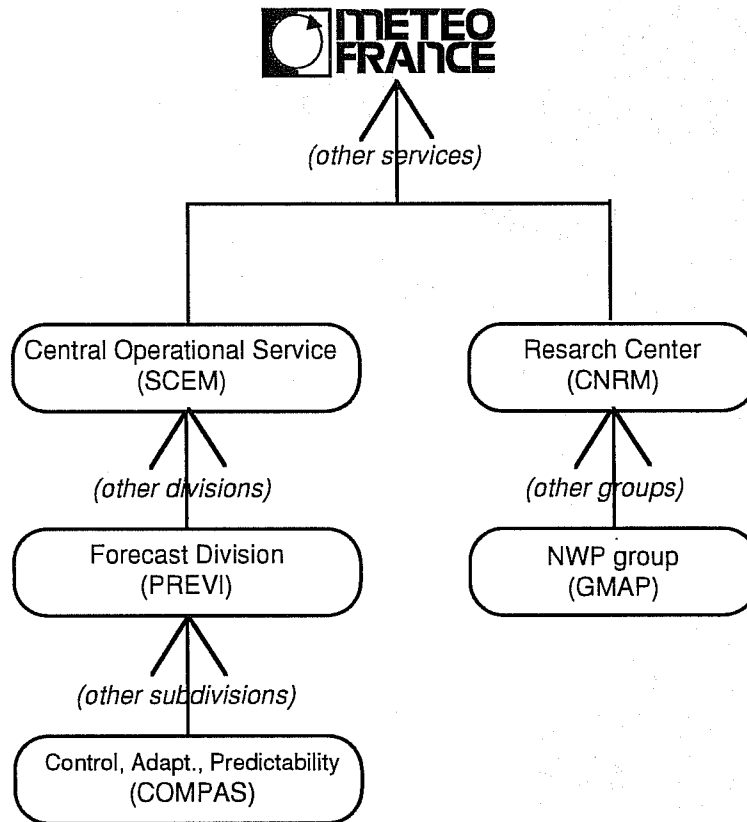 METEO
FRANCE
(other services)
Central Operational Service
(SCEM)
Resarch Center
(CNRM)
(other divisions)
(other groups)
Forecast Division
(PREVI)
NWP group
(GMAP)
(other subdivisions)
Control, Adapt., Predictability
(COMPAS)